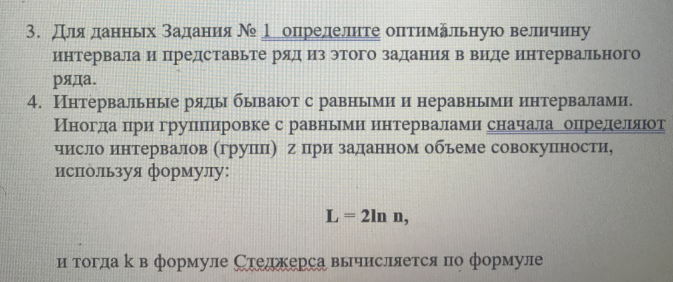 3. Для данных Задания № 1 определите оптимальную величину
интервала и представьте ряд из этого задания в виде интервального
ряда.
4. Интервальные ряды бывают с равными и неравными интервалами.
Иногда при группировке с равными интервалами сначала определяют
число интервалов (групп) z при заданном объеме совокупности,
используя формулу:
L = 2ln n,
и тогда k в формуле Стеджерса вычисляется по формуле